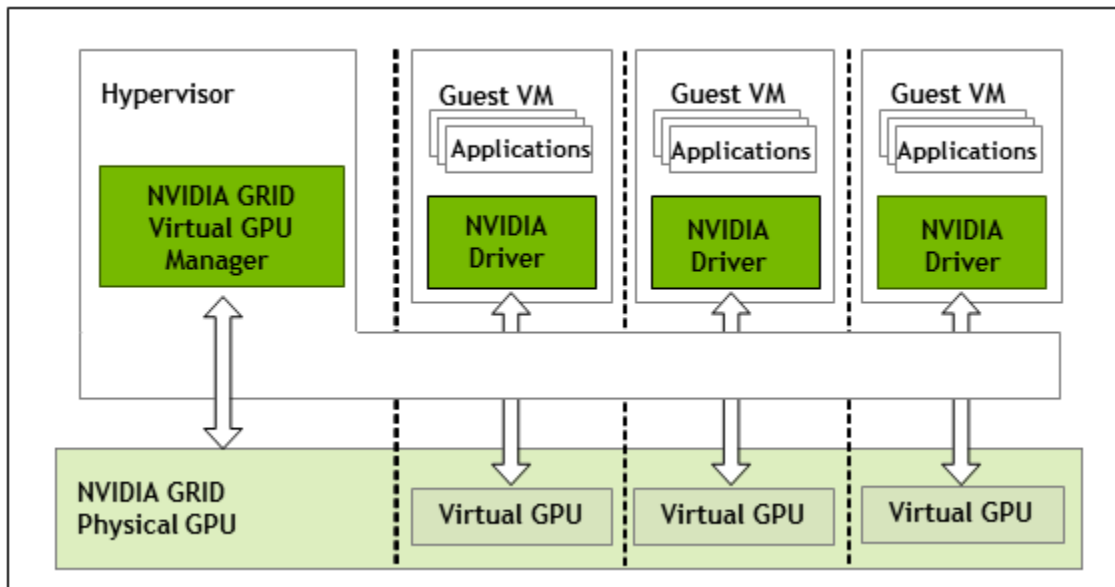 Hypervisor
NVIDIA GRID
Virtual GPU
Manager
Guest VM
Applications
NVIDIA
Driver
Guest VM
Applications
NVIDIA
Driver
Guest VM
Applications
NVIDIA
Driver
NVIDIA GRID
Physical GPU
Virtual GPU
Virtual GPU
Virtual GPU